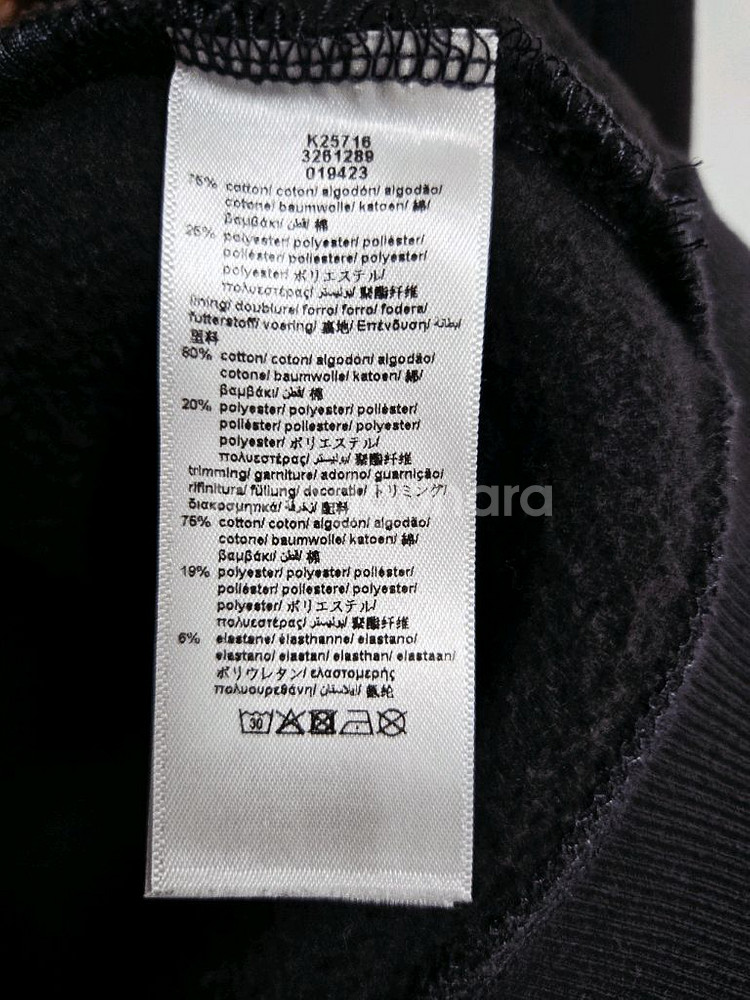 K25716
3261289
019423
75% cotton/ coton/ algodón/ algodão/
cotone/ baumwolle/ katoen/ 綿/
βαμβάκι/ قطن/ 棉
25% polyester/ polyester/ poliéster/
poliéster/ poliestere/ polyester/
polyester/ ポリエステル/
πολυεστέρας/ بوليستر/ 聚酯纤维
lining/ doublure/ forro/ forro/ fodera/
futterstoff/ voering/ 裏地/ Επένδυση/ بطانة/
里料
80% cotton/ coton/ algodón/ algodão/
cotone/ baumwolle/ katoen/ 綿/
βαμβάκι/ قطن/ 棉
20% polyester/ polyester/ poliéster/
poliéster/ poliestere/ polyester/
polyester/ ポリエステル/
πολυεστέρας/ بوليستر/ 聚酯纤维
trimming/ garniture/ adorno/ guarnição/
rifinitura/ füllung/ decoratie/ トリミング/
διακοσμητικά/ زخرفة/ 配料
75% cotton/ coton/ algodón/ algodão/
cotone/ baumwolle/ katoen/ 綿/
βαμβάκι/ قطن/ 棉
19% polyester/ polyester/ poliéster/
poliéster/ poliestere/ polyester/
polyester/ ポリエステル/
πολυεστέρας/ بوليستر/ 聚酯纤维
6% elastane/ élasthanne/ elastano/
elastano/ elastan/ elasthan/ elastaan/
ポリウレタン/ ελαστομερής
πολυουρεθάνη/ إيلاستان/ 氨纶
30